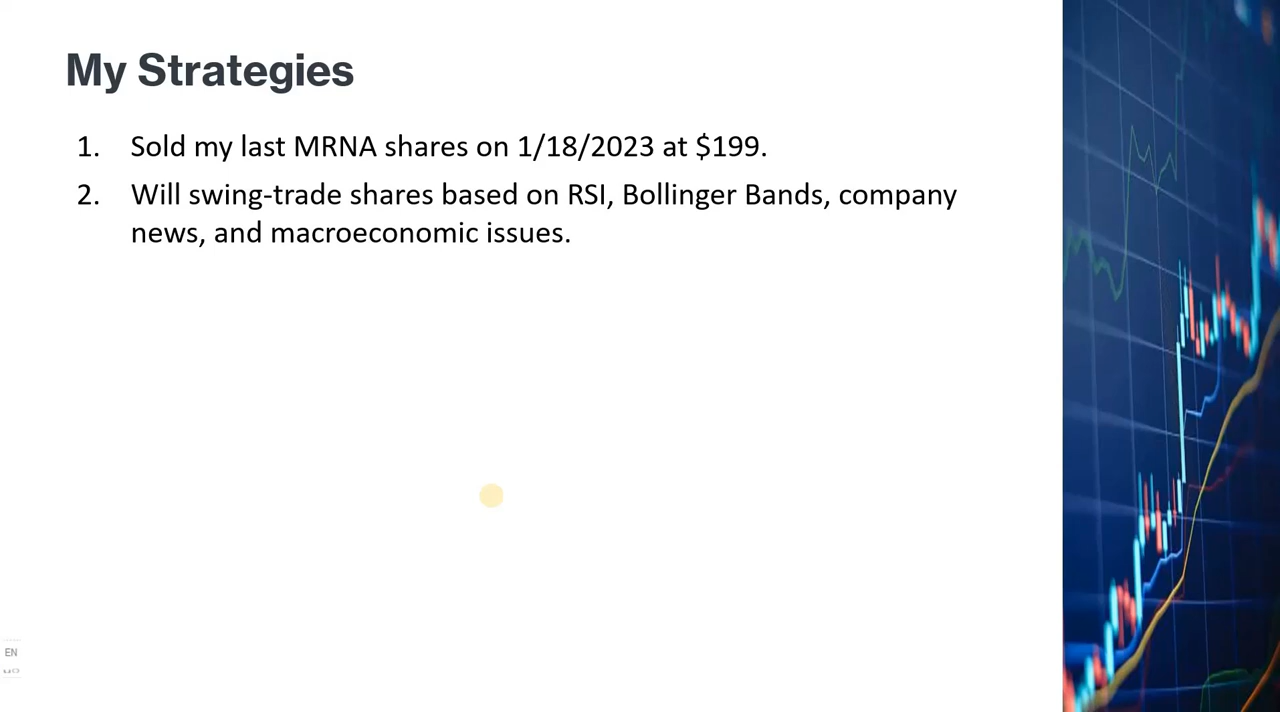 My Strategies
1. Sold my last MRNA shares on 1/18/2023 at $199.
2. Will swing-trade shares based on RSI, Bollinger Bands, company
news, and macroeconomic issues.
EN